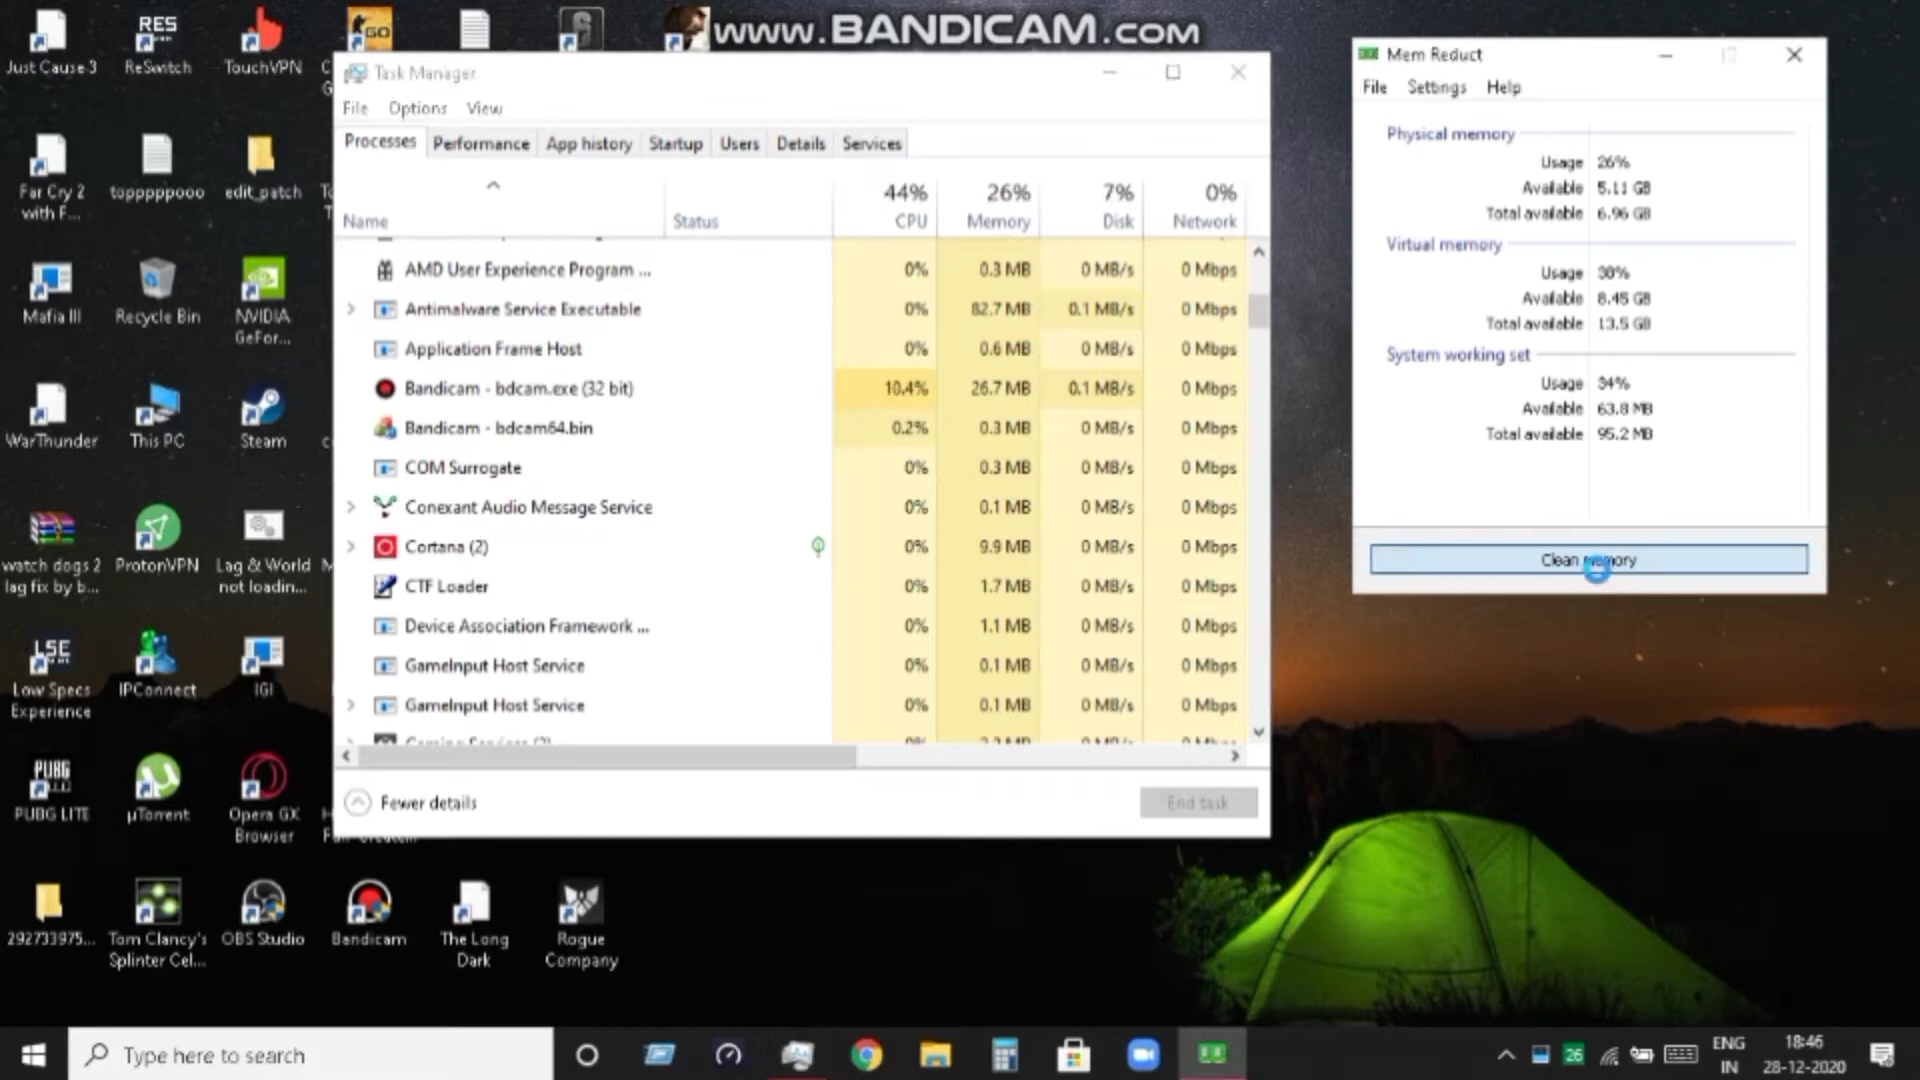 www.BANDICAM.com
Just Cause 3
ReSwitch
TouchVPN
RES
GO
Far Cry 2
with F...
topppppooo
edit_patch
Mafia III
Recycle Bin
NVIDIA
GeFor...
WarThunder
This PC
Steam
watch dogs 2
lag fix by b...
ProtonVPN
Lag & World
not loadin...
LSE
Low Specs
Experience
IPConnect
IGI
PUBG
PUBG LITE
µTorrent
Opera GX
Browser
292733975...
Tom Clancy's
Splinter Cel...
OBS Studio
Bandicam
The Long
Dark
Rogue
Company
Task Manager
File Options View
Processes Performance App history Startup Users Details Services
44% 26% 7% 0%
Name Status CPU Memory Disk Network
AMD User Experience Program ... 0% 0.3 MB 0 MB/s 0 Mbps
Antimalware Service Executable 0% 82.7 MB 0.1 MB/s 0 Mbps
Application Frame Host 0% 0.6 MB 0 MB/s 0 Mbps
Bandicam - bdcam.exe (32 bit) 10.4% 26.7 MB 0.1 MB/s 0 Mbps
Bandicam - bdcam64.bin 0.2% 0.3 MB 0 MB/s 0 Mbps
COM Surrogate 0% 0.3 MB 0 MB/s 0 Mbps
Conexant Audio Message Service 0% 0.1 MB 0 MB/s 0 Mbps
Cortana (2) 0% 9.9 MB 0 MB/s 0 Mbps
CTF Loader 0% 1.7 MB 0 MB/s 0 Mbps
Device Association Framework ... 0% 1.1 MB 0 MB/s 0 Mbps
GameInput Host Service 0% 0.1 MB 0 MB/s 0 Mbps
GameInput Host Service 0% 0.1 MB 0 MB/s 0 Mbps
Fewer details
End task
Mem Reduct
File Settings Help
Physical memory
Usage 26%
Available 5.11 GB
Total available 6.96 GB
Virtual memory
Usage 38%
Available 8.45 GB
Total available 13.5 GB
System working set
Usage 34%
Available 63.8 MB
Total available 95.2 MB
Clean memory
Type here to search
26
ENG
IN
18:46
28-12-2020